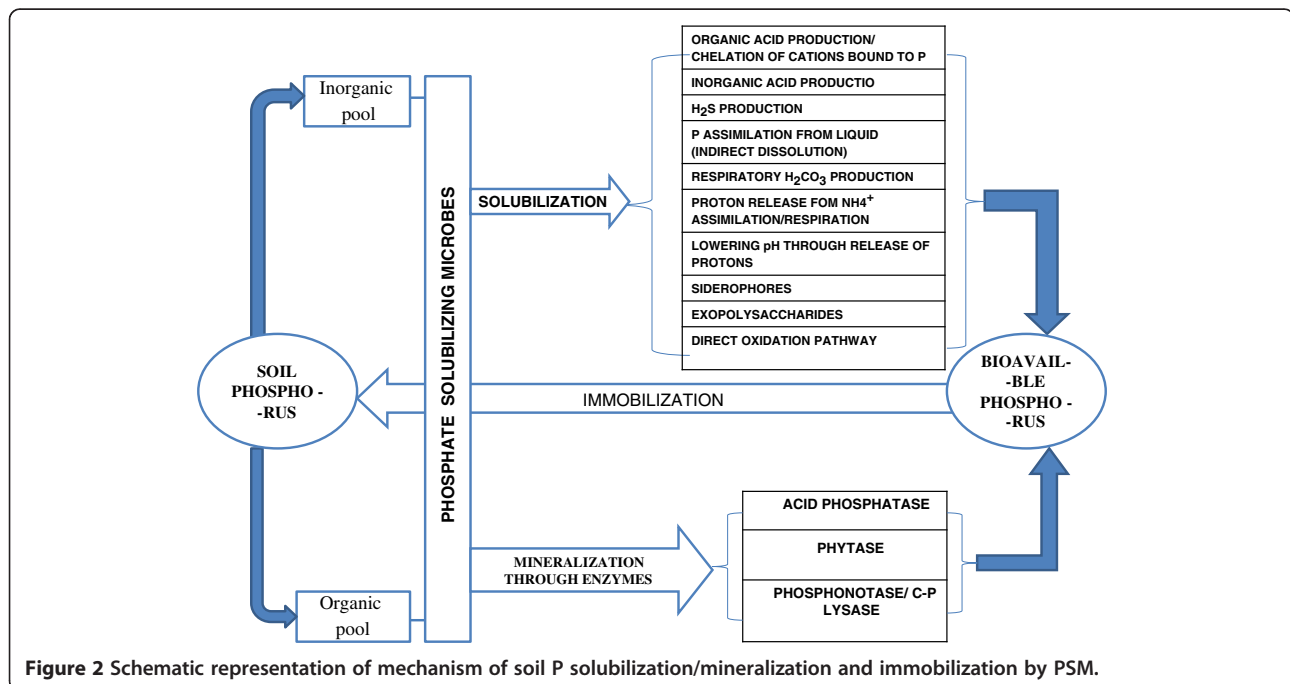 Inorganic
pool
SOIL
PHOSPHO -
-RUS
Organic
pool
PHOSPHATE SOLUBILIZING MICROBES
SOLUBILIZATION
ORGANIC ACID PRODUCTION/
CHELATION OF CATIONS BOUND TO P
INORGANIC ACID PRODUCTIO
H₂S PRODUCTION
P ASSIMILATION FROM LIQUID
(INDIRECT DISSOLUTION)
RESPIRATORY H₂CO₃ PRODUCTION
PROTON RELEASE FOM NH4⁺
ASSIMILATION/RESPIRATION
LOWERING pH THROUGH RELEASE OF
PROTONS
SIDEROPHORES
EXOPOLYSACCHARIDES
DIRECT OXIDATION PATHWAY
IMMOBILIZATION
BIOAVAIL-
-BLE
PHOSPHO -
-RUS
MINERALIZATION
THROUGH ENZYMES
ACID PHOSPHATASE
PHYTASE
PHOSPHONOTASE/ C-P
LYSASE
Figure 2 Schematic representation of mechanism of soil P solubilization/mineralization and immobilization by PSM.